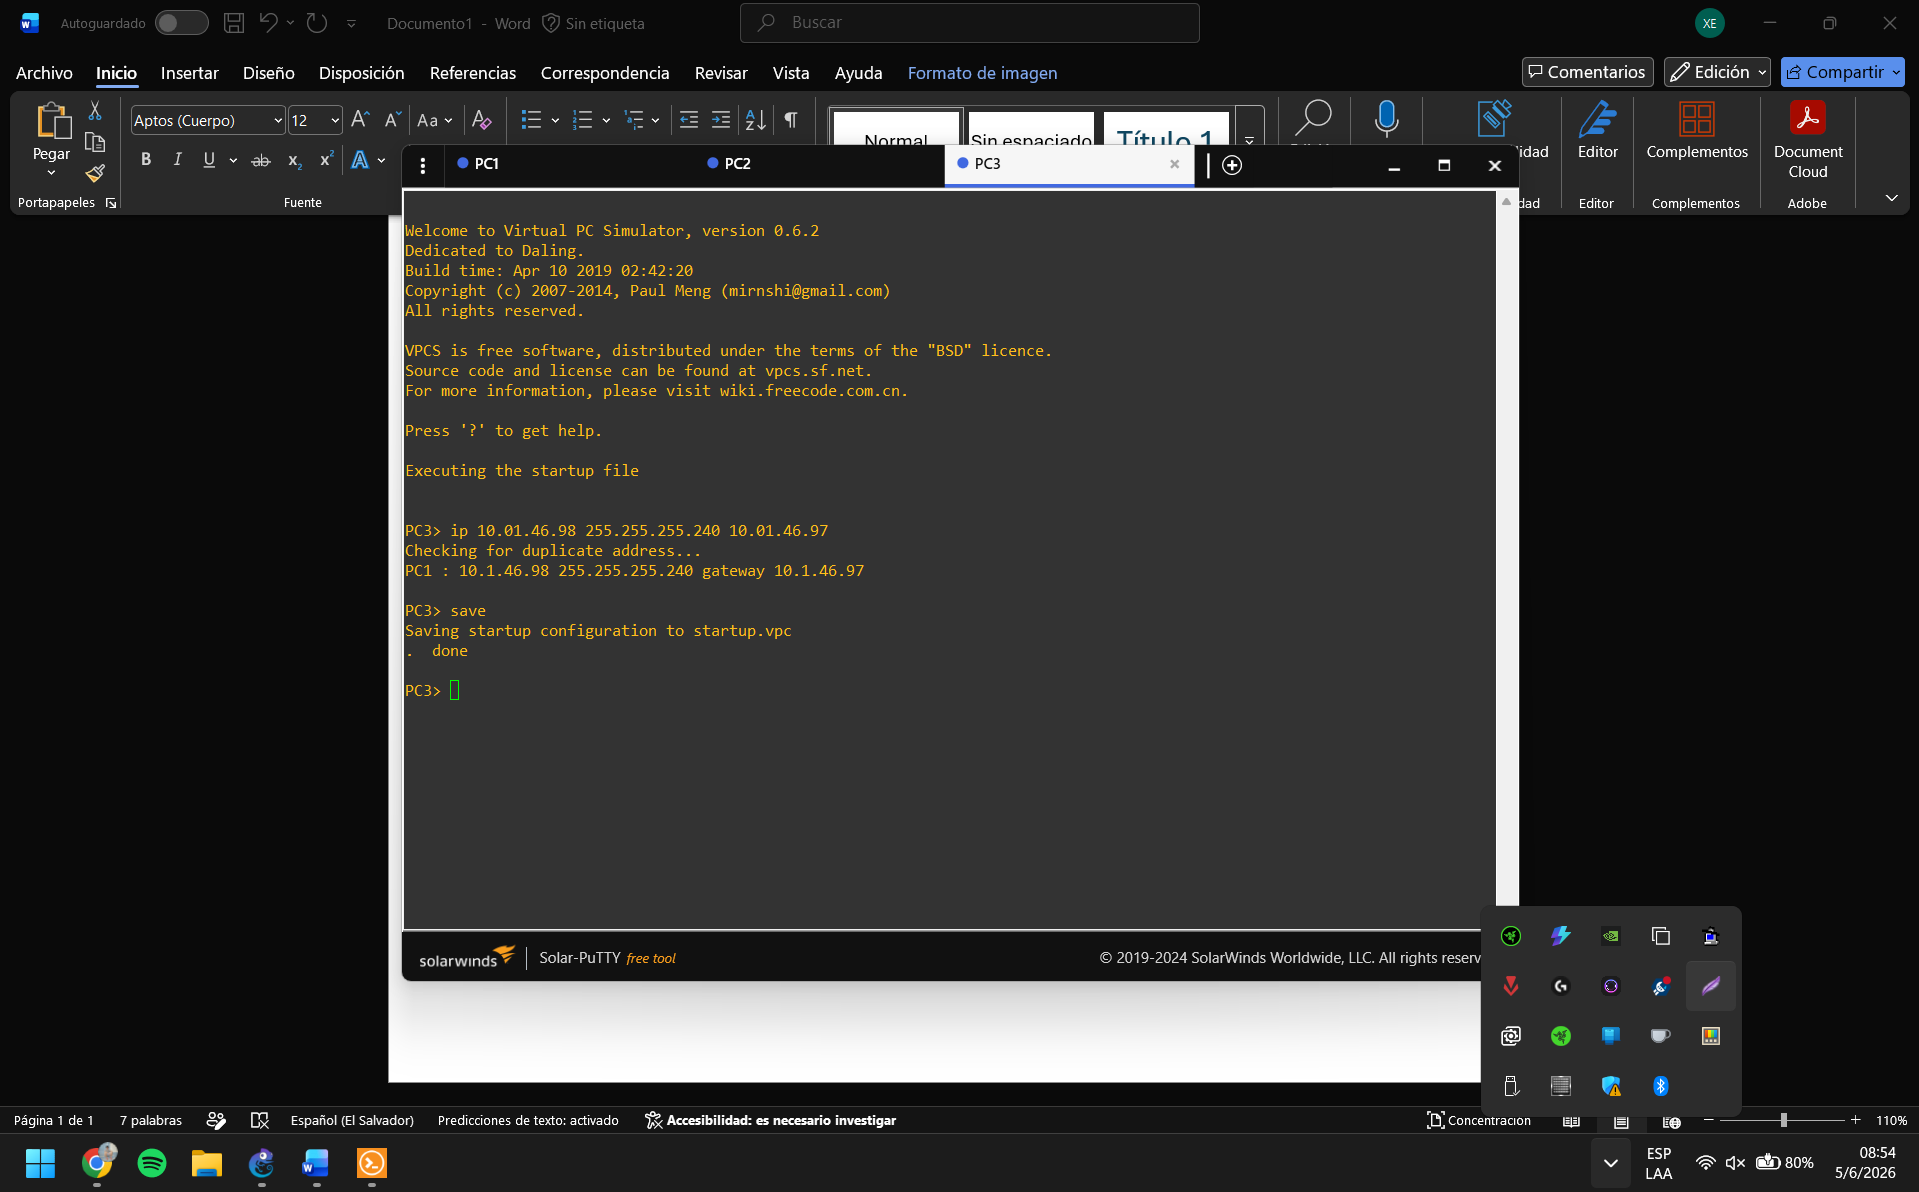 Autoguardado
Documento1 - Word
Sin etiqueta
Buscar
XE
Archivo
Inicio
Insertar
Diseño
Disposición
Referencias
Correspondencia
Revisar
Vista
Ayuda
Formato de imagen
Comentarios
Edición
Compartir
Pegar
Portapapeles
Aptos (Cuerpo)
12
Fuente
Normal
Sin espaciado
Título 1
idad
dad
Editor
Editor
Complementos
Complementos
Document
Cloud
Adobe
PC1
PC2
PC3
Welcome to Virtual PC Simulator, version 0.6.2
Dedicated to Daling.
Build time: Apr 10 2019 02:42:20
Copyright (c) 2007-2014, Paul Meng (mirnshi@gmail.com)
All rights reserved.
VPCS is free software, distributed under the terms of the "BSD" licence.
Source code and license can be found at vpcs.sf.net.
For more information, please visit wiki.freecode.com.cn.
Press '?' to get help.
Executing the startup file
PC3> ip 10.01.46.98 255.255.255.240 10.01.46.97
Checking for duplicate address...
PC1 : 10.1.46.98 255.255.255.240 gateway 10.1.46.97
PC3> save
Saving startup configuration to startup.vpc
.  done
PC3>
solarwinds
Solar-PuTTY free tool
© 2019-2024 SolarWinds Worldwide, LLC. All rights reserv
Página 1 de 1
7 palabras
Español (El Salvador)
Predicciones de texto: activado
Accesibilidad: es necesario investigar
Concentración
110%
ESP
LAA
80%
08:54
5/6/2026